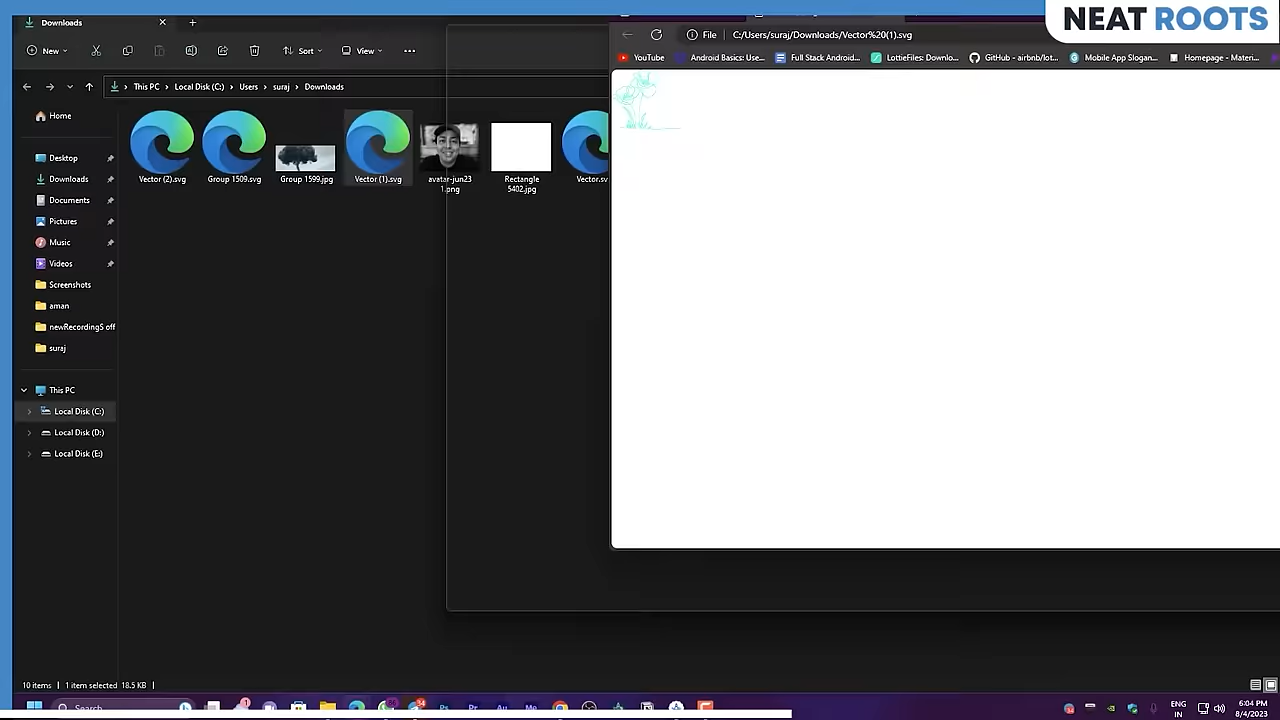 NEAT ROOTS
Downloads
New
Sort
View
This PC
Local Disk (C:)
Users
suraj
Downloads
File
C:/Users/suraj/Downloads/Vector%20(1).svg
YouTube
Android Basics: Use...
Full Stack Android...
LottieFiles: Downlo...
GitHub - airbnb/lot...
Mobile App Slogan...
Homepage - Materi...
Home
Desktop
Downloads
Documents
Pictures
Music
Videos
Screenshots
aman
newRecordingS off
suraj
This PC
Local Disk (C:)
Local Disk (D:)
Local Disk (E:)
Vector (2).svg
Group 1509.svg
Group 1599.jpg
Vector (1).svg
avatar-jun23
1.png
Rectangle
5402.jpg
Vector.sv
10 items
1 item selected 18.5 KB
Search
ENG
IN
6:04 PM
8/4/2023